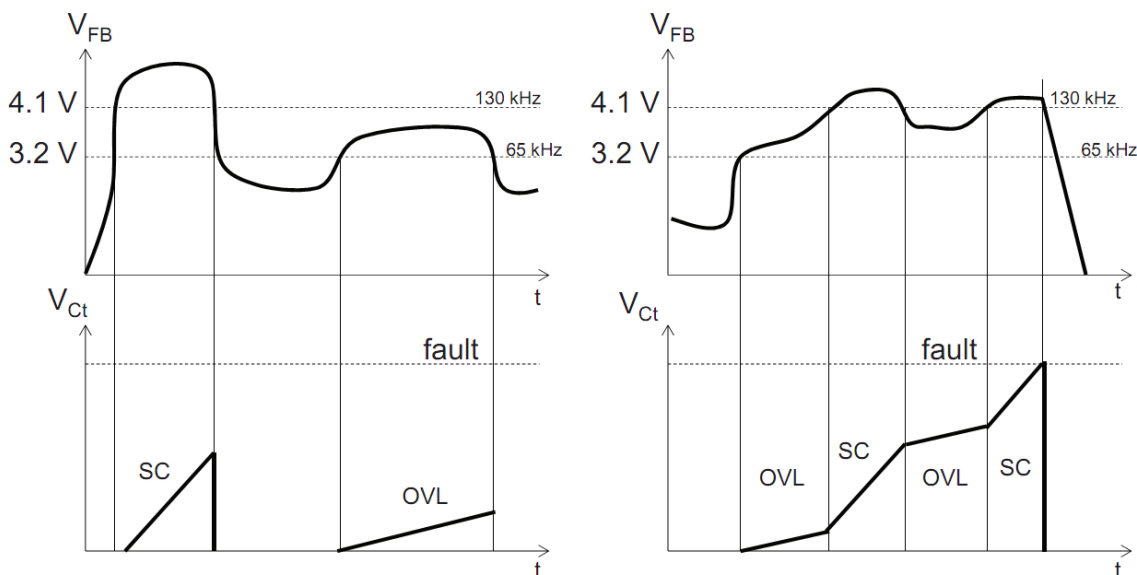 V_FB
4.1 V
130 kHz
3.2 V
65 kHz
t
V_Ct
fault
SC
OVL
t
V_FB
4.1 V
130 kHz
3.2 V
65 kHz
t
V_Ct
fault
OVL
SC
OVL
SC
t